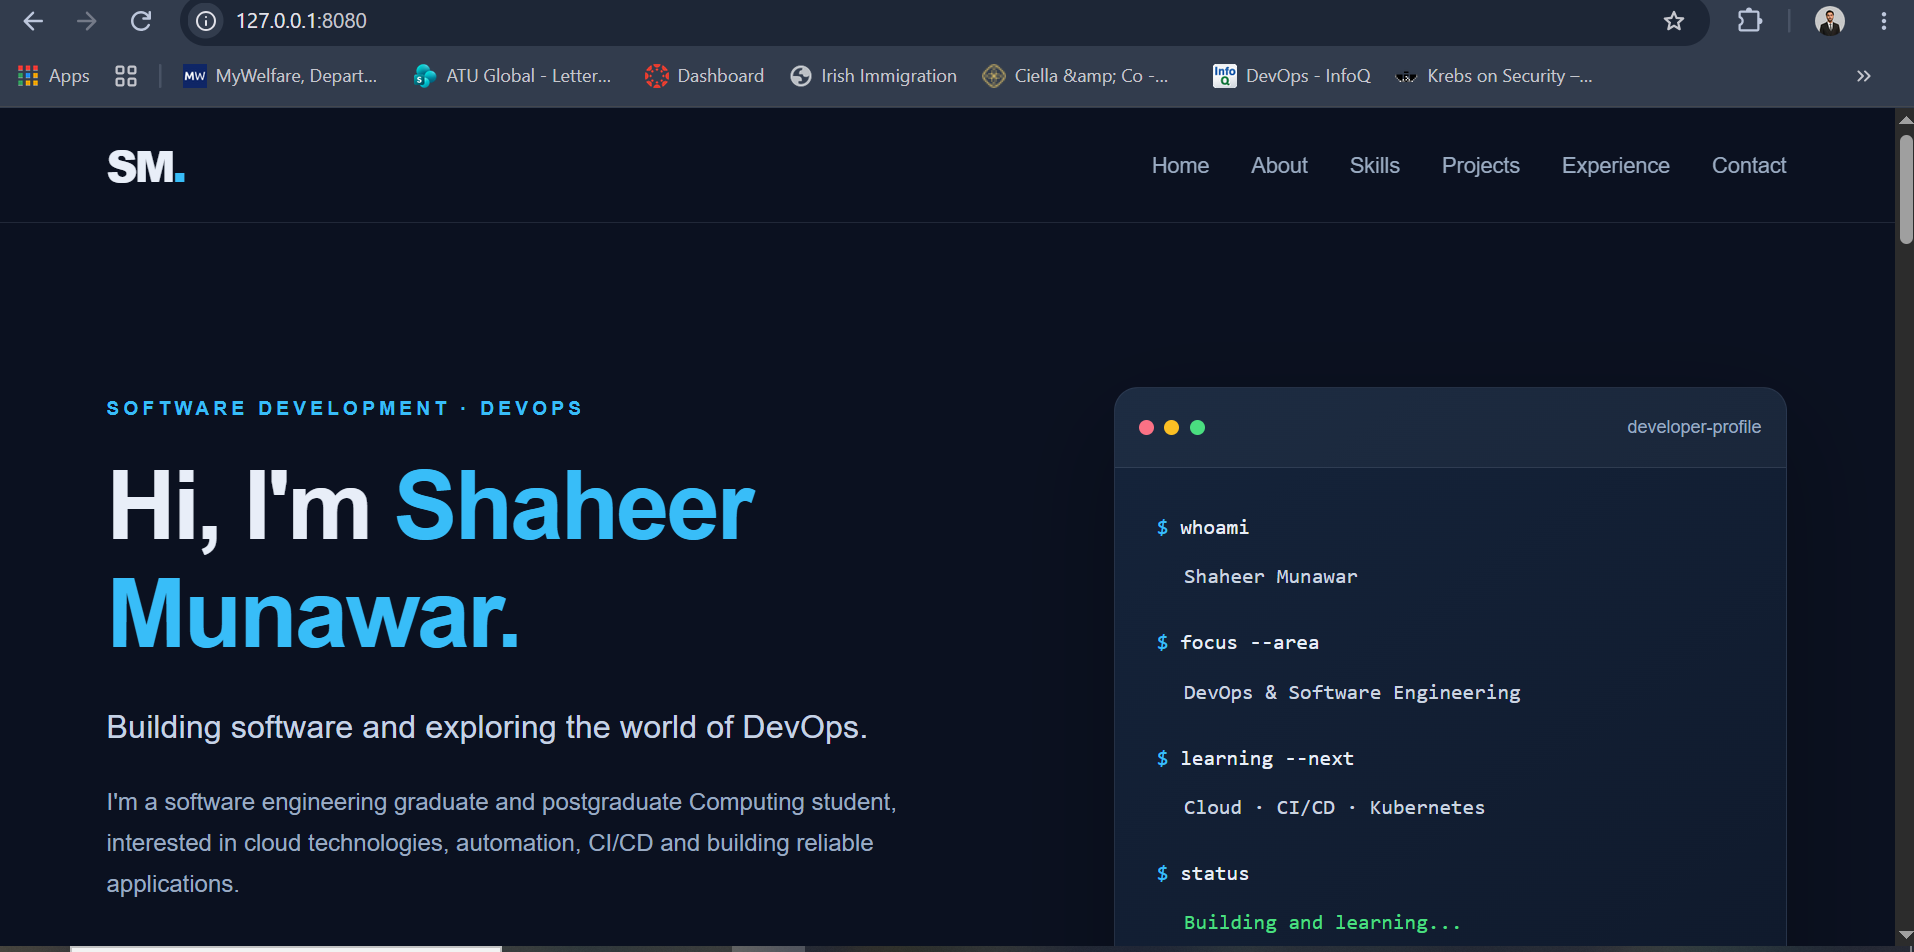 127.0.0.1:8080
Apps
MyWelfare, Depart...
ATU Global - Letter...
Dashboard
Irish Immigration
Ciella &amp; Co -...
DevOps - InfoQ
Krebs on Security –...
SM.
Home About Skills Projects Experience Contact
SOFTWARE DEVELOPMENT · DEVOPS
Hi, I'm Shaheer
Munawar.
Building software and exploring the world of DevOps.
I'm a software engineering graduate and postgraduate Computing student,
interested in cloud technologies, automation, CI/CD and building reliable
applications.
developer-profile
$ whoami
Shaheer Munawar
$ focus --area
DevOps & Software Engineering
$ learning --next
Cloud · CI/CD · Kubernetes
$ status
Building and learning...